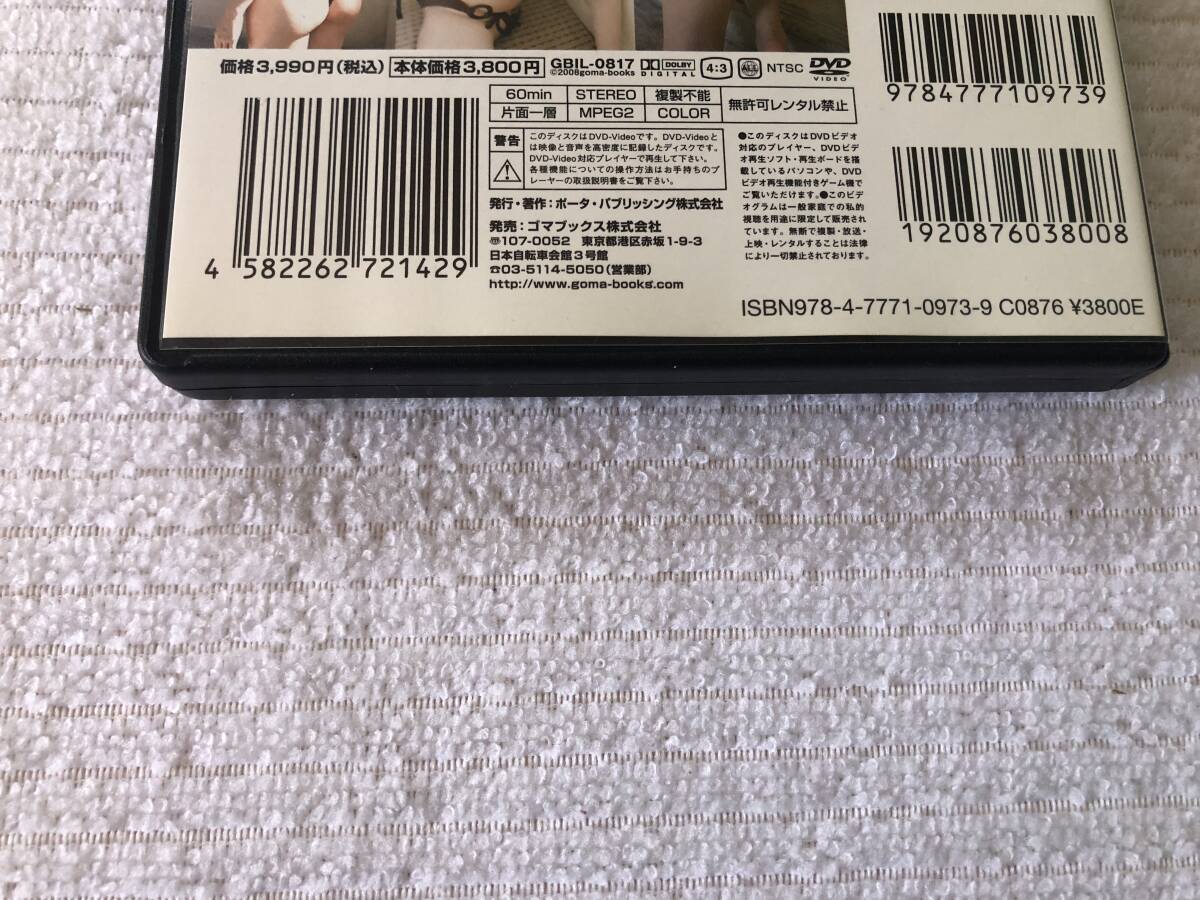 価格3,990円(税込) 本体価格3,800円 GBIL-0817 DOLBY DIGITAL 4:3 ALL NTSC DVD VIDEO
©2008goma-books
60min STEREO 複製不能 無許可レンタル禁止
片面一層 MPEG2 COLOR
警告
このディスクはDVD-Videoです。DVD-Videoと
は映像と音声を高密度に記録したディスクです。
DVD-Video対応プレイヤーで再生して下さい。
各種機能についての操作方法はお手持ちのプ
レーヤーの取扱説明書をご覧下さい。
発行・著作：ポータ・パブリッシング株式会社
発売：ゴマブックス株式会社
〠107-0052 東京都港区赤坂1-9-3
日本自転車会館3号館
☎03-5114-5050(営業部)
http://www.goma-books.com
4 582262 721429
●このディスクはDVDビデオ
対応のプレイヤー、DVDビデ
オ再生ソフト・再生ボードを搭
載しているパソコンや、DVD
ビデオ再生機能付きゲーム機で
ご覧いただけます。●このビデ
オグラムは一般家庭での私的
視聴を用途に限定して販売され
ています。無断で複製・放送・
上映・レンタルすることは法律
により一切禁止されております。
9784777109739
1920876038008
ISBN978-4-7771-0973-9 C0876 ¥3800E